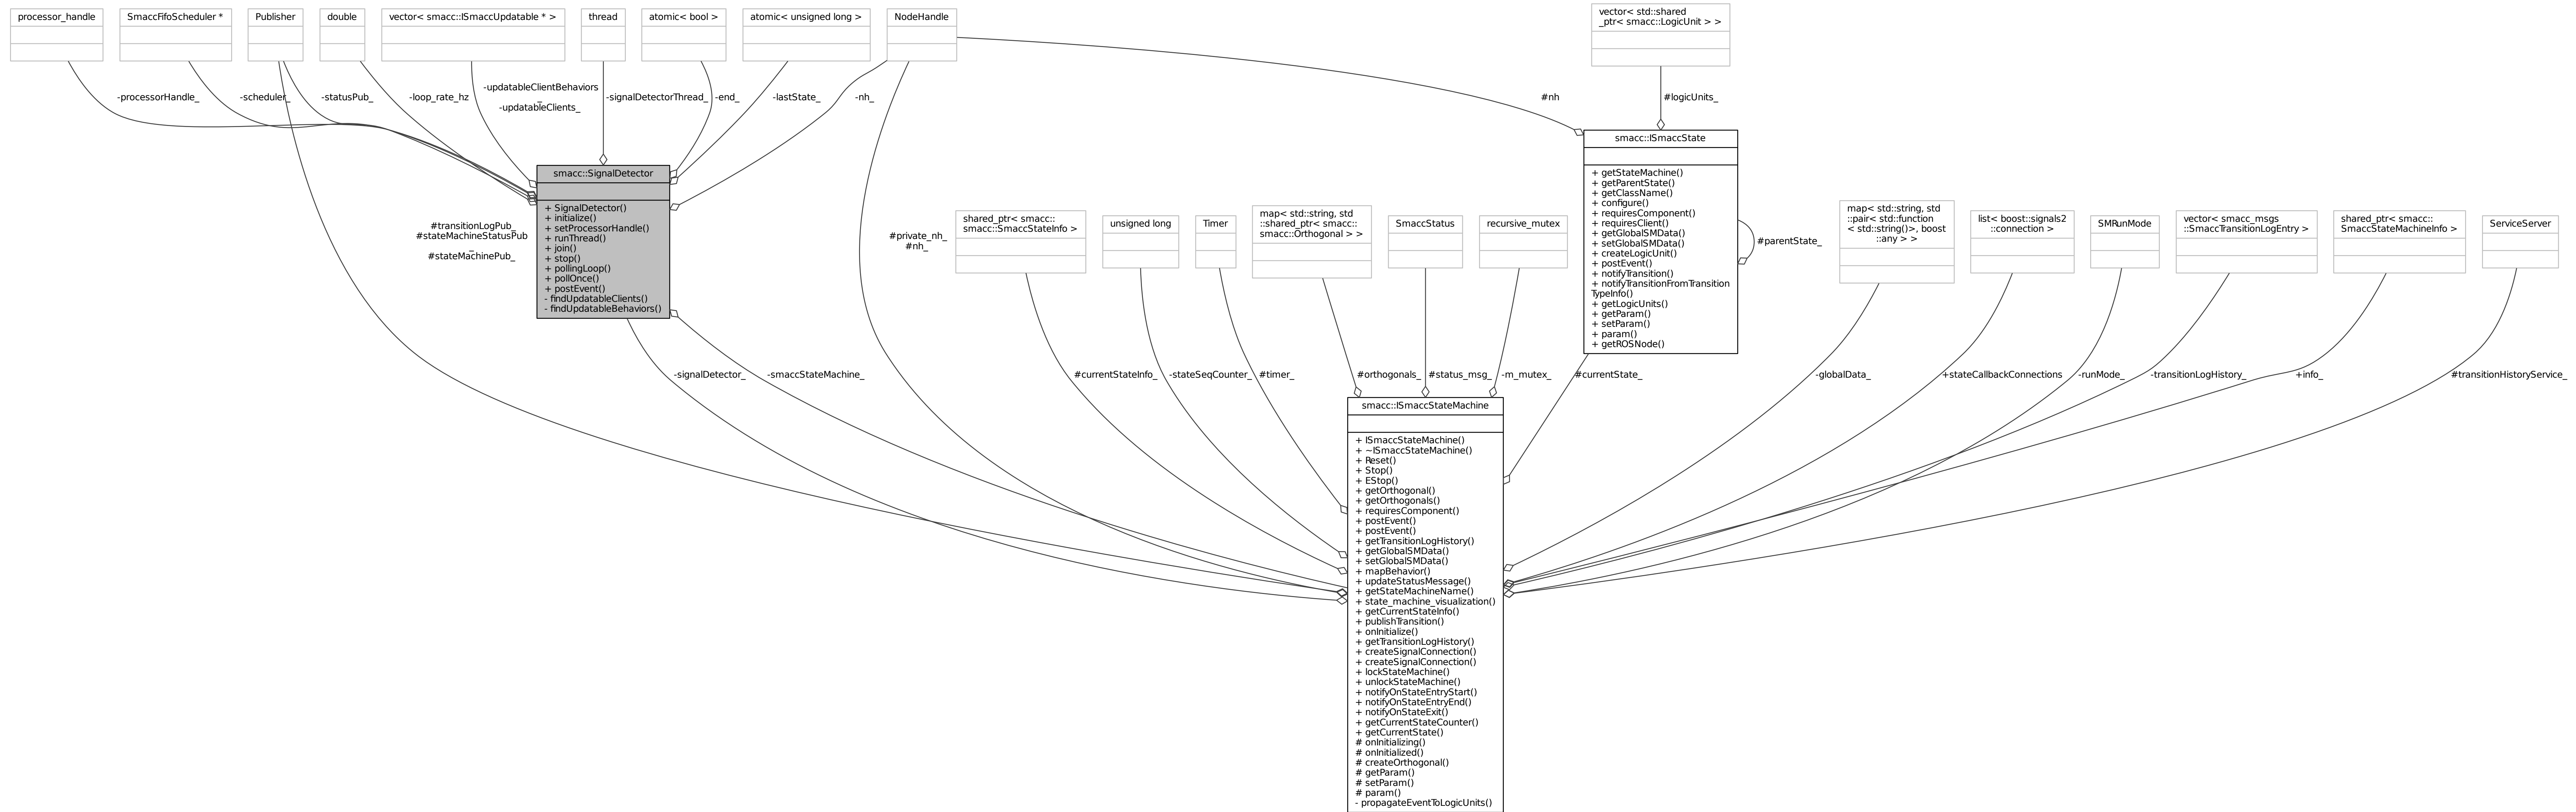 processor_handle
SmaccFifoScheduler *
Publisher
double
vector< smacc::ISmaccUpdatable * >
thread
atomic< bool >
atomic< unsigned long >
NodeHandle
vector< std::shared
_ptr< smacc::LogicUnit > >
-processorHandle_
-scheduler_
-statusPub_
-loop_rate_hz
-updatableClientBehaviors
_
-updatableClients_
-signalDetectorThread_
-end_
-lastState_
-nh_
#nh
#logicUnits_
smacc::SignalDetector
+ SignalDetector()
+ initialize()
+ setProcessorHandle()
+ runThread()
+ join()
+ stop()
+ pollingLoop()
+ pollOnce()
+ postEvent()
- findUpdatableClients()
- findUpdatableBehaviors()
smacc::ISmaccState
+ getStateMachine()
+ getParentState()
+ getClassName()
+ configure()
+ requiresComponent()
+ requiresClient()
+ getGlobalSMData()
+ setGlobalSMData()
+ createLogicUnit()
+ postEvent()
+ notifyTransition()
+ notifyTransitionFromTransition
TypeInfo()
+ getLogicUnits()
+ getParam()
+ setParam()
+ param()
+ getROSNode()
#parentState_
#transitionLogPub_
#stateMachineStatusPub
_
#stateMachinePub_
#private_nh_
#nh_
shared_ptr< smacc::
smacc::SmaccStateInfo >
unsigned long
Timer
map< std::string, std
::shared_ptr< smacc::
smacc::Orthogonal > >
SmaccStatus
recursive_mutex
map< std::string, std
::pair< std::function
< std::string()>, boost
::any > >
list< boost::signals2
::connection >
SMRunMode
vector< smacc_msgs
::SmaccTransitionLogEntry >
shared_ptr< smacc::
SmaccStateMachineInfo >
ServiceServer
-signalDetector_
-smaccStateMachine_
#currentStateInfo_
-stateSeqCounter_
#timer_
#orthogonals_
#status_msg_
-m_mutex_
#currentState_
-globalData_
+stateCallbackConnections
-runMode_
-transitionLogHistory_
+info_
#transitionHistoryService_
smacc::ISmaccStateMachine
+ ISmaccStateMachine()
+ ~ISmaccStateMachine()
+ Reset()
+ Stop()
+ EStop()
+ getOrthogonal()
+ getOrthogonals()
+ requiresComponent()
+ postEvent()
+ postEvent()
+ getTransitionLogHistory()
+ getGlobalSMData()
+ setGlobalSMData()
+ mapBehavior()
+ updateStatusMessage()
+ getStateMachineName()
+ state_machine_visualization()
+ getCurrentStateInfo()
+ publishTransition()
+ onInitialize()
+ getTransitionLogHistory()
+ createSignalConnection()
+ createSignalConnection()
+ lockStateMachine()
+ unlockStateMachine()
+ notifyOnStateEntryStart()
+ notifyOnStateEntryEnd()
+ notifyOnStateExit()
+ getCurrentStateCounter()
+ getCurrentState()
# onInitializing()
# onInitialized()
# createOrthogonal()
# getParam()
# setParam()
# param()
- propagateEventToLogicUnits()